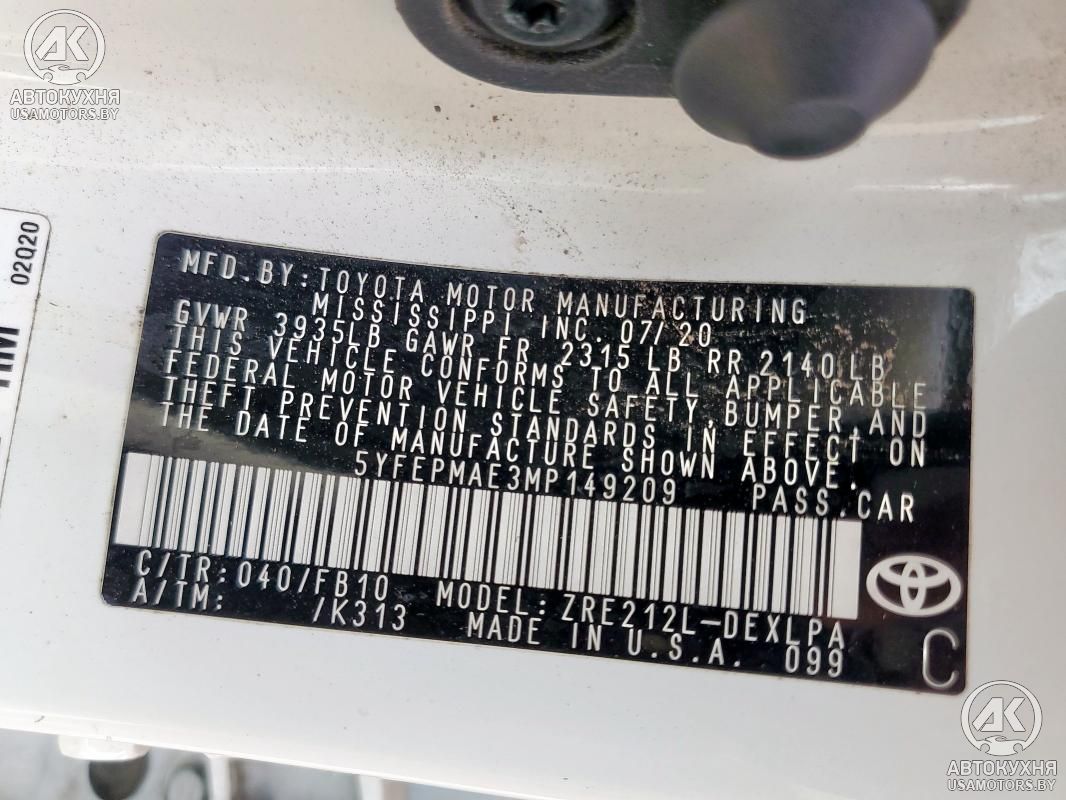 AK
АВТОКУХНЯ
USAMOTORS.BY
02Q20
MFD.BY:TOYOTA MOTOR MANUFACTURING
MISSISSIPPI INC. 07/20
GVWR 3935LB GAWR FR 2315 LB RR 2140 LB
THIS VEHICLE CONFORMS TO ALL APPLICABLE
FEDERAL MOTOR VEHICLE SAFETY,BUMPER,AND
THEFT PREVENTION STANDARDS IN EFFECT ON
THE DATE OF MANUFACTURE SHOWN ABOVE.
5YFEPMAE3MP149209 PASS.CAR
C/TR:040/FB10 MODEL:ZRE212L-DEXLPA
A/TM: /K313 MADE IN U.S.A. 099
C
AK
АВТОКУХНЯ
USAMOTORS.BY